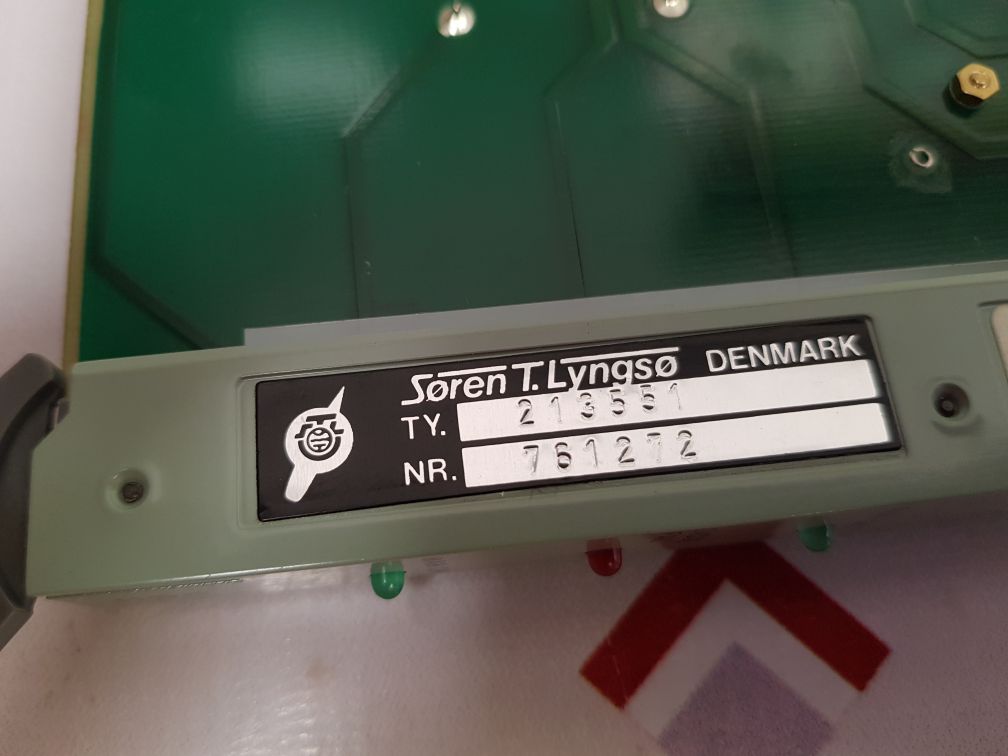 Søren T. Lyngsø DENMARK
TY. 213551
NR. 761272